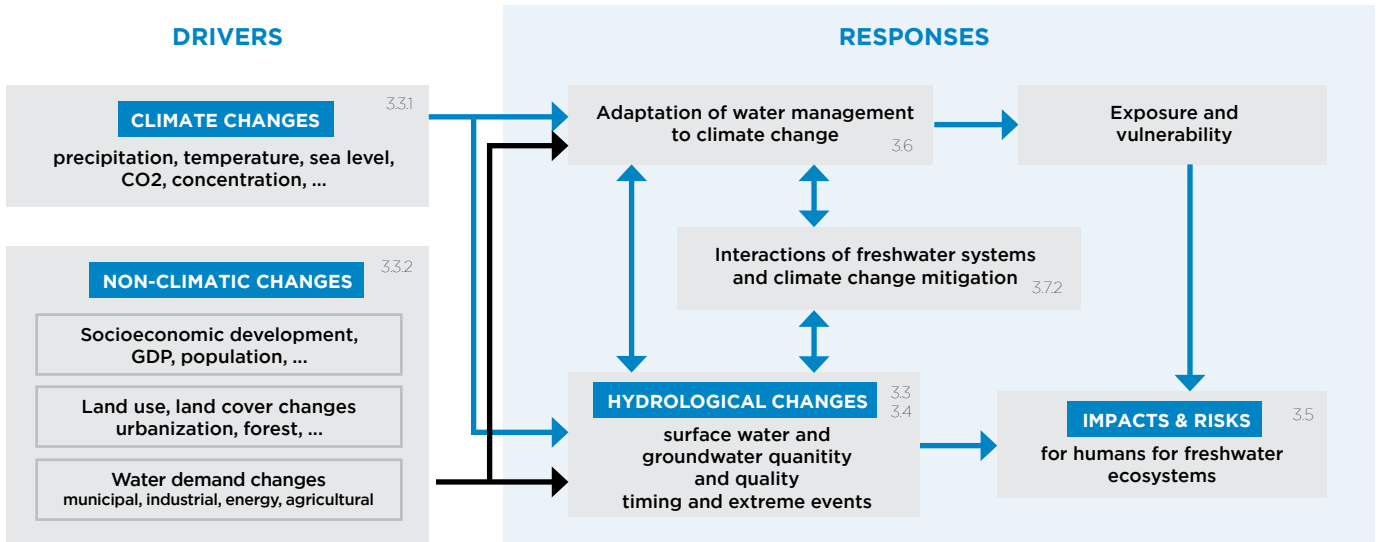 DRIVERS
RESPONSES
3.3.1
CLIMATE CHANGES
precipitation, temperature, sea level,
CO2, concentration, ...
3.3.2
NON-CLIMATIC CHANGES
Socioeconomic development,
GDP, population, ...
Land use, land cover changes
urbanization, forest, ...
Water demand changes
municipal, industrial, energy, agricultural
Adaptation of water management
to climate change
3.6
Exposure and
vulnerability
Interactions of freshwater systems
and climate change mitigation
3.7.2
HYDROLOGICAL CHANGES
3.3
3.4
surface water and
groundwater quanitity
and quality
timing and extreme events
IMPACTS & RISKS
3.5
for humans for freshwater
ecosystems